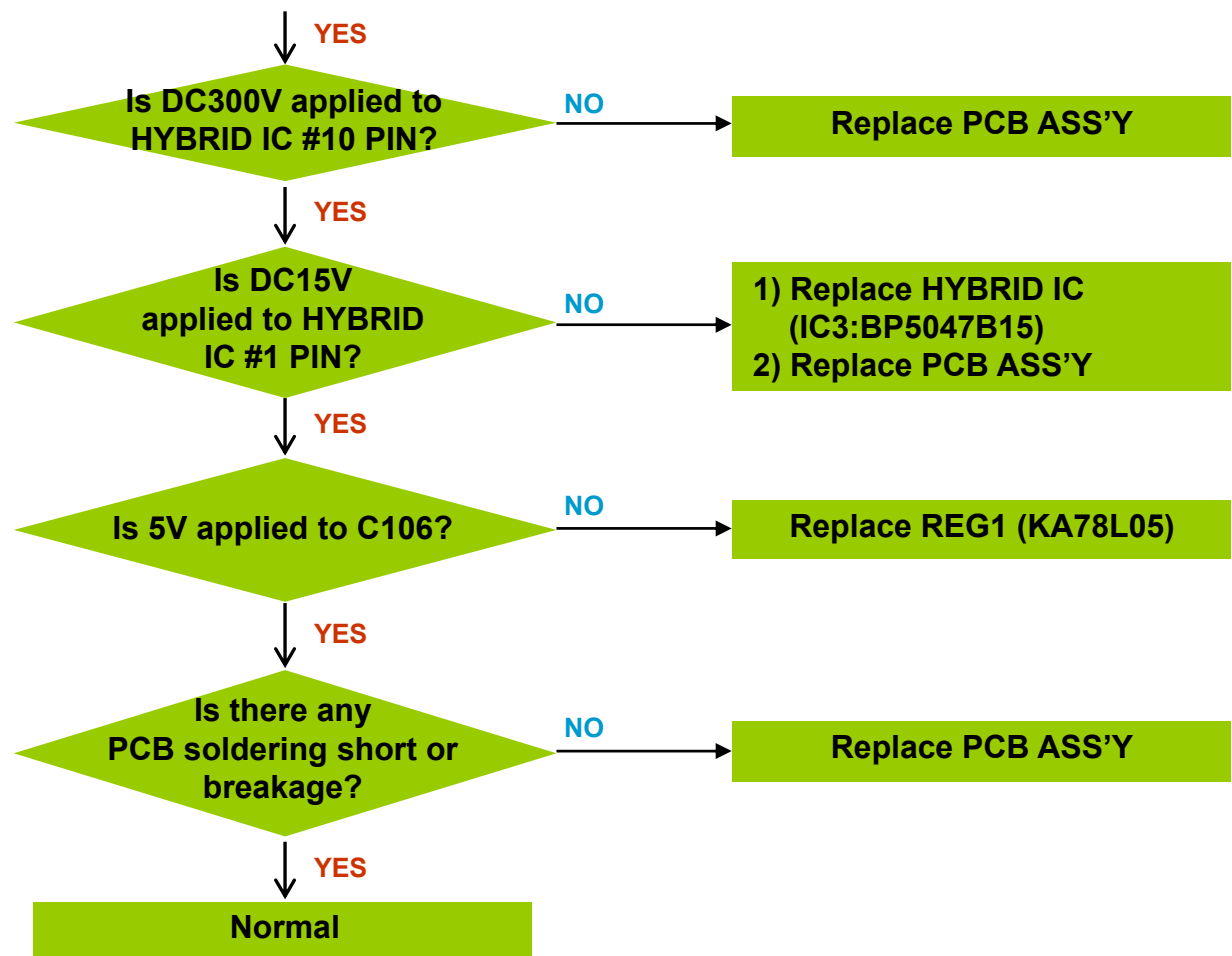 YES
Is DC300V applied to
HYBRID IC #10 PIN?
NO
Replace PCB ASS’Y
YES
Is DC15V
applied to HYBRID
IC #1 PIN?
NO
1) Replace HYBRID IC
(IC3:BP5047B15)
2) Replace PCB ASS’Y
YES
Is 5V applied to C106?
NO
Replace REG1 (KA78L05)
YES
Is there any
PCB soldering short or
breakage?
NO
Replace PCB ASS’Y
YES
Normal